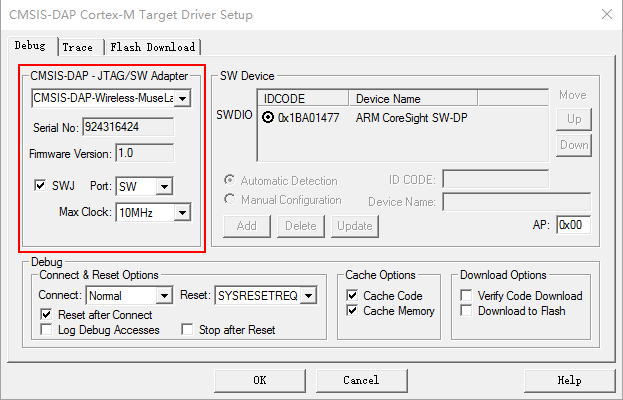 CMSIS-DAP Cortex-M Target Driver Setup
Debug Trace Flash Download
CMSIS-DAP - JTAG/SW Adapter
CMSIS-DAP-Wireless-MuseLa
Serial No: 924316424
Firmware Version: 1.0
SWJ Port: SW
Max Clock: 10MHz
SW Device
IDCODE Device Name
SWDIO 0x1BA01477 ARM CoreSight SW-DP
Move
Up
Down
Automatic Detection ID CODE:
Manual Configuration Device Name:
Add Delete Update AP: 0x00
Debug
Connect & Reset Options
Connect: Normal Reset: SYSRESETREQ
Reset after Connect
Log Debug Accesses Stop after Reset
Cache Options
Cache Code
Cache Memory
Download Options
Verify Code Download
Download to Flash
OK Cancel Help